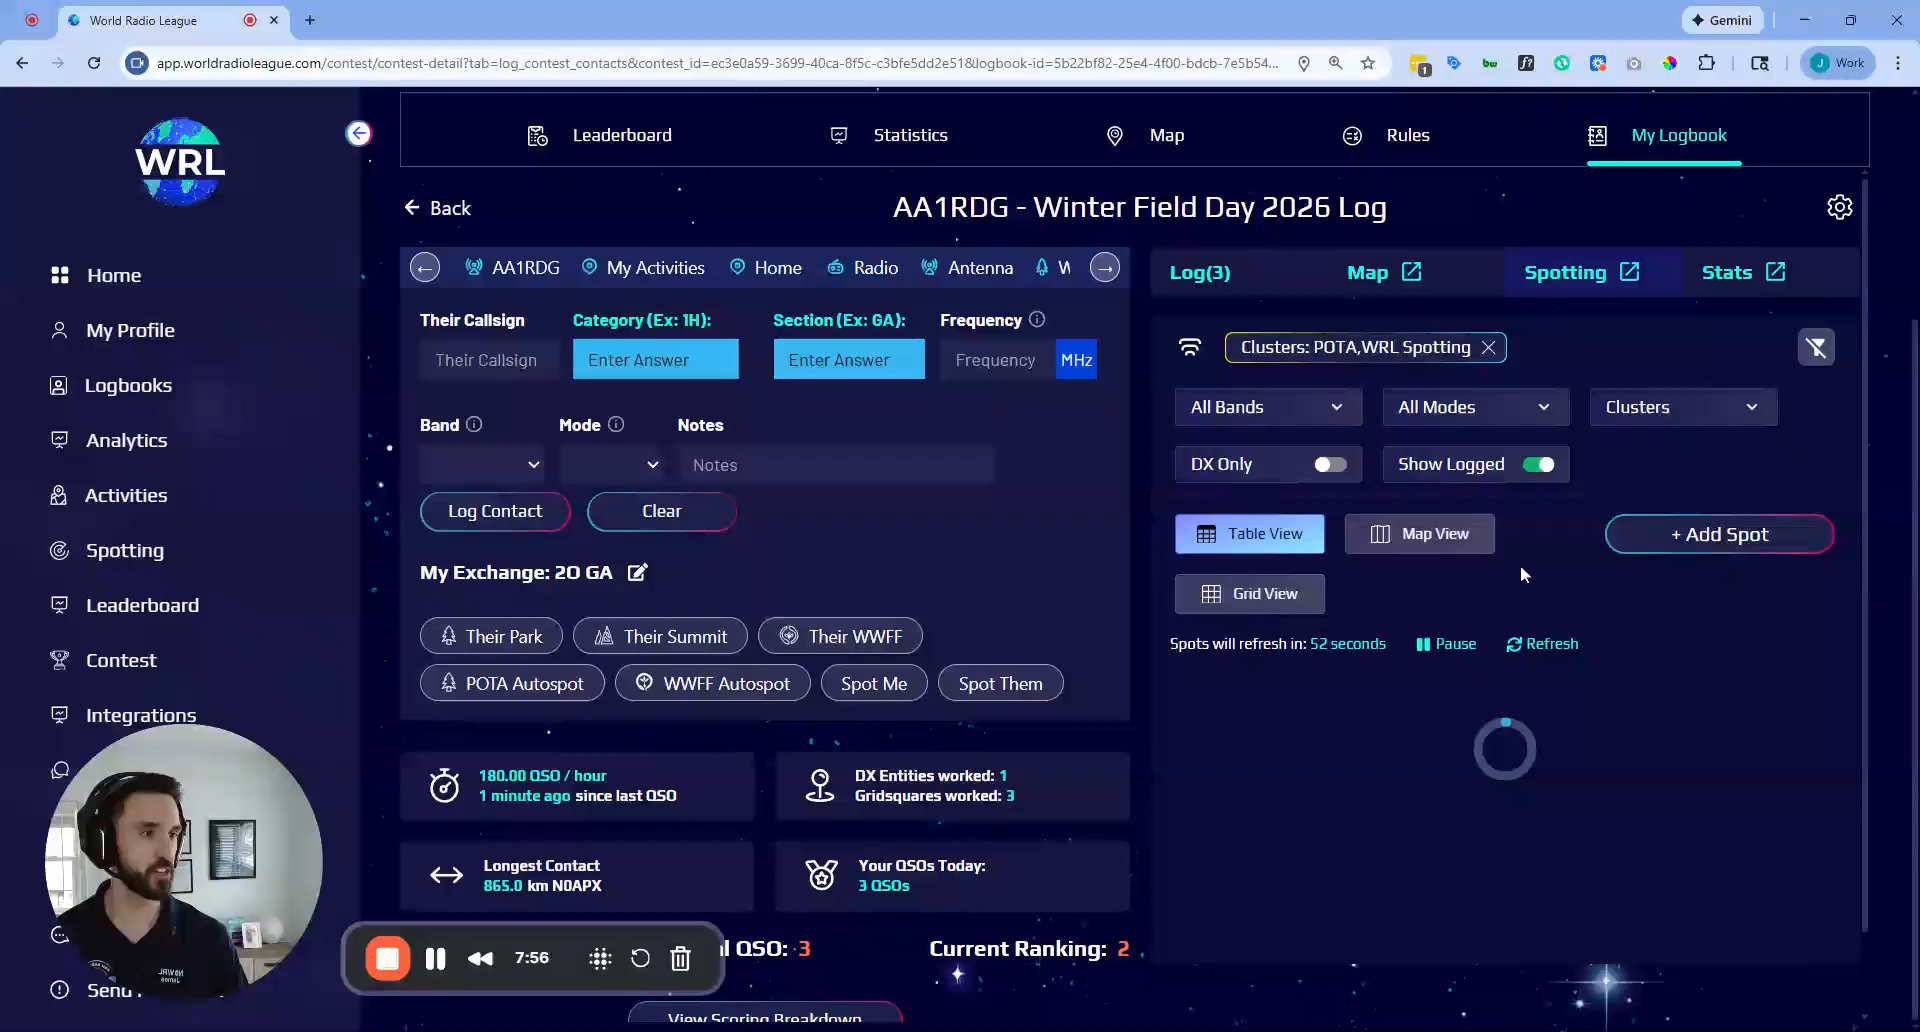 World Radio League
Gemini
app.worldradioleague.com/contest/contest-detail?tab=log_contest_contacts&contest_id=ec3e0a59-3699-40ca-8f5c-c3bfe5dd2e51&logbook-id=5b22bf82-25e4-4f00-bdcb-7e5b54...
1
bw
f?
J Work
WRL
Home
My Profile
Logbooks
Analytics
Activities
Spotting
Leaderboard
Contest
Integrations
Send
Leaderboard
Statistics
Map
Rules
My Logbook
Back
AA1RDG - Winter Field Day 2026 Log
AA1RDG My Activities Home Radio Antenna W
Their Callsign Category (Ex: 1H): Section (Ex: GA): Frequency
Their Callsign Enter Answer Enter Answer Frequency MHz
Band Mode Notes
Notes
Log Contact Clear
My Exchange: 2O GA
Their Park Their Summit Their WWFF
POTA Autospot WWFF Autospot Spot Me Spot Them
180.00 QSO / hour
1 minute ago since last QSO
DX Entities worked: 1
Gridsquares worked: 3
Longest Contact
865.0 km N0APX
Your QSOs Today:
3 QSOs
7:56
l QSO: 3
Current Ranking: 2
View Scoring Breakdown
Log(3) Map Spotting Stats
Clusters: POTA,WRL Spotting
All Bands All Modes Clusters
DX Only Show Logged
Table View Map View + Add Spot
Grid View
Spots will refresh in: 52 seconds Pause Refresh